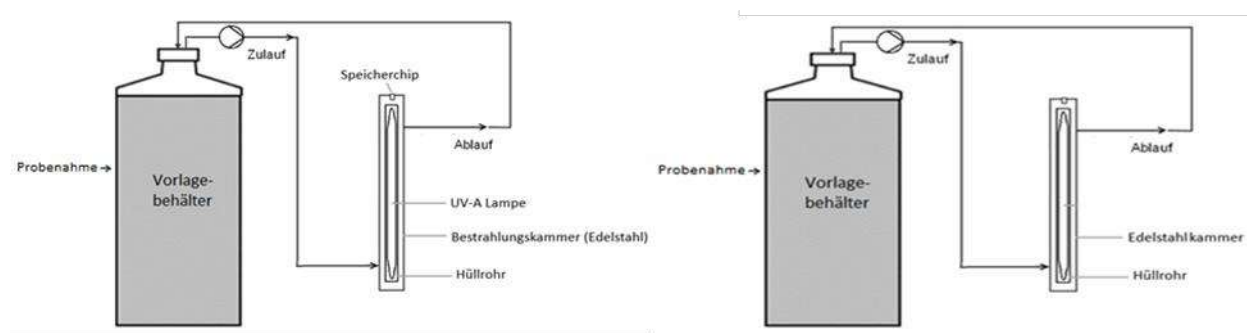 Zulauf
Speicherchip
Ablauf
Probenahme
Vorlage-
behälter
UV-A Lampe
Bestrahlungskammer (Edelstahl)
Hüllrohr
Zulauf
Ablauf
Probenahme
Vorlage-
behälter
Edelstahlkammer
Hüllrohr